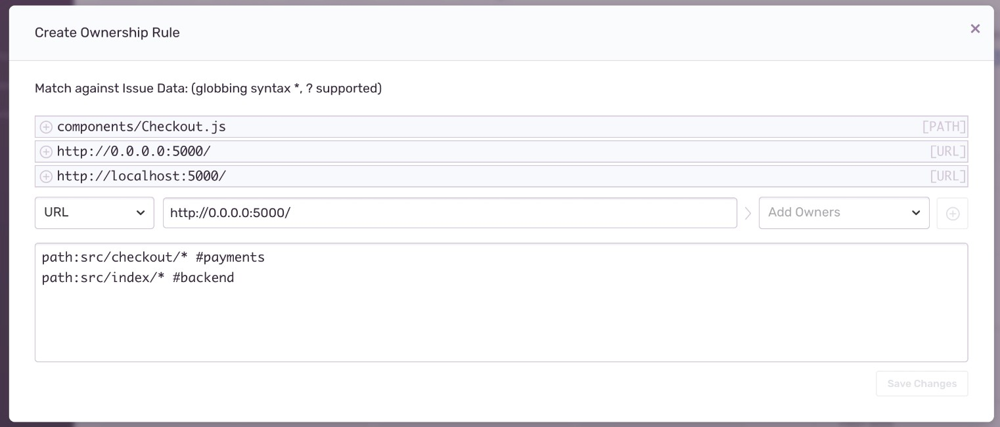 Create Ownership Rule
Match against Issue Data: (globbing syntax *, ? supported)
components/Checkout.js [PATH]
http://0.0.0.0:5000/ [URL]
http://localhost:5000/ [URL]
URL http://0.0.0.0:5000/ Add Owners
path:src/checkout/* #payments
path:src/index/* #backend
Save Changes